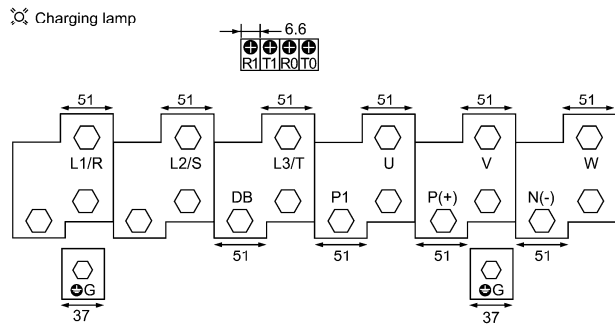 Charging lamp
6.6
R1 T1 R0 T0
51 51 51 51 51 51
L1/R L2/S L3/T U V W
DB P1 P(+) N(-)
51 51 51 51
G G
37 37